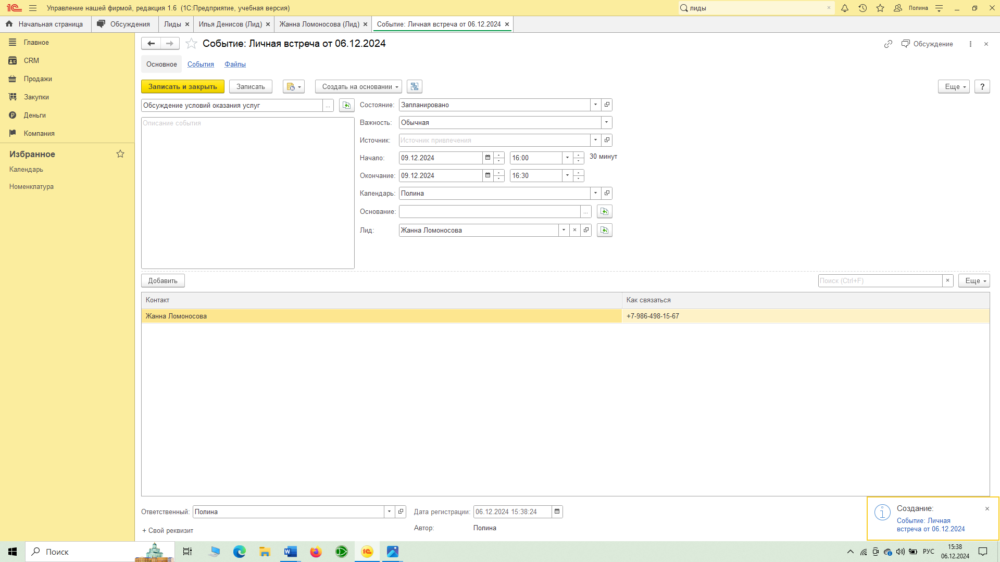 Управление нашей фирмой, редакция 1.6 (1С:Предприятие, учебная версия)
лиды
Полина
Начальная страница
Обсуждения
Лиды
Илья Денисов (Лид)
Жанна Ломоносова (Лид)
Событие: Личная встреча от 06.12.2024
Главное
CRM
Продажи
Закупки
Деньги
Компания
Избранное
Календарь
Номенклатура
Событие: Личная встреча от 06.12.2024
Обсуждение
Основное
События
Файлы
Записать и закрыть
Записать
Создать на основании
Еще
?
Обсуждение условий оказания услуг
...
Описание события
Состояние: Запланировано
Важность: Обычная
Источник: Источник привлечения
Начало: 09.12.2024 16:00 30 минут
Окончание: 09.12.2024 16:30
Календарь: Полина
Основание: ...
Лид: Жанна Ломоносова
Добавить
Поиск (Ctrl+F)
Еще
Контакт Как связаться
Жанна Ломоносова +7-986-498-15-67
Ответственный: Полина
Дата регистрации: 06.12.2024 15:38:24
+ Свой реквизит
Автор: Полина
Создание:
Событие: Личная
встреча от 06.12.2024
Поиск
РУС
15:38
06.12.2024